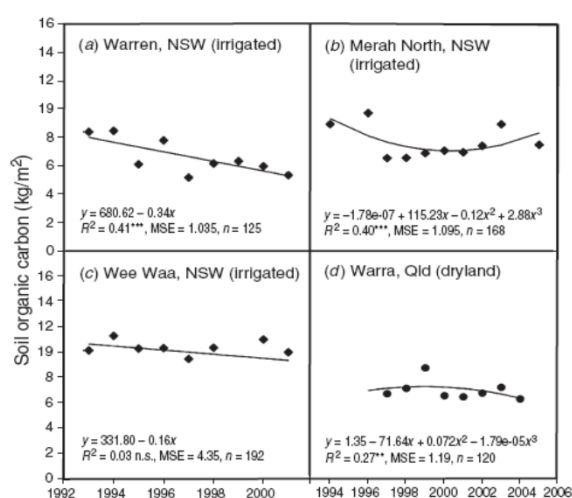 Soil organic carbon (kg/m²)
16
14
12
19
8
6
4
2
0
(a) Warren, NSW (irrigated)
y = 680.62 – 0.34x
R² = 0.41***, MSE = 1.035, n = 125
(b) Merah North, NSW
(irrigated)
y = –1.78e-07 + 115.23x – 0.12x² + 2.88x³
R² = 0.40***, MSE = 1.095, n = 168
16
14
12
19
8
6
4
2
0
(c) Wee Waa, NSW (irrigated)
y = 331.80 – 0.16x
R² = 0.03 n.s., MSE = 4.35, n = 192
(d) Warra, Qld (dryland)
y = 1.35 – 71.64x + 0.072x² – 1.79e-05x³
R² = 0.27**, MSE = 1.19, n = 120
1992 1994 1996 1998 2000
1994 1996 1998 2000 2002 2004 2006